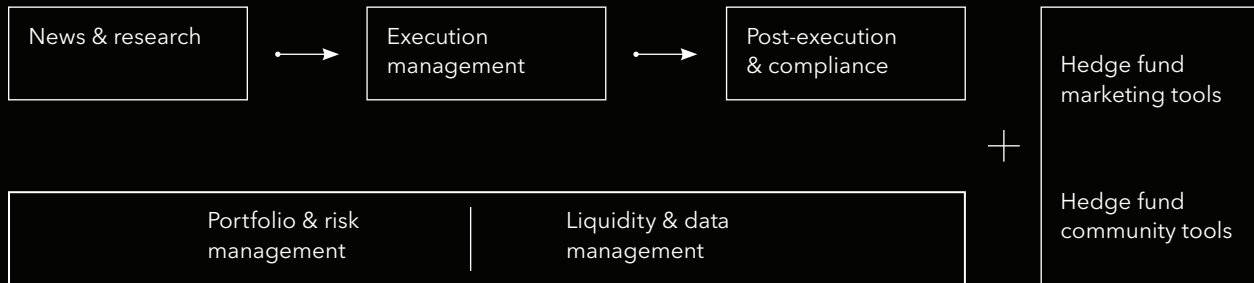 News & research
Execution
management
Post-execution
& compliance
Portfolio & risk
management
Liquidity & data
management
Hedge fund
marketing tools
Hedge fund
community tools